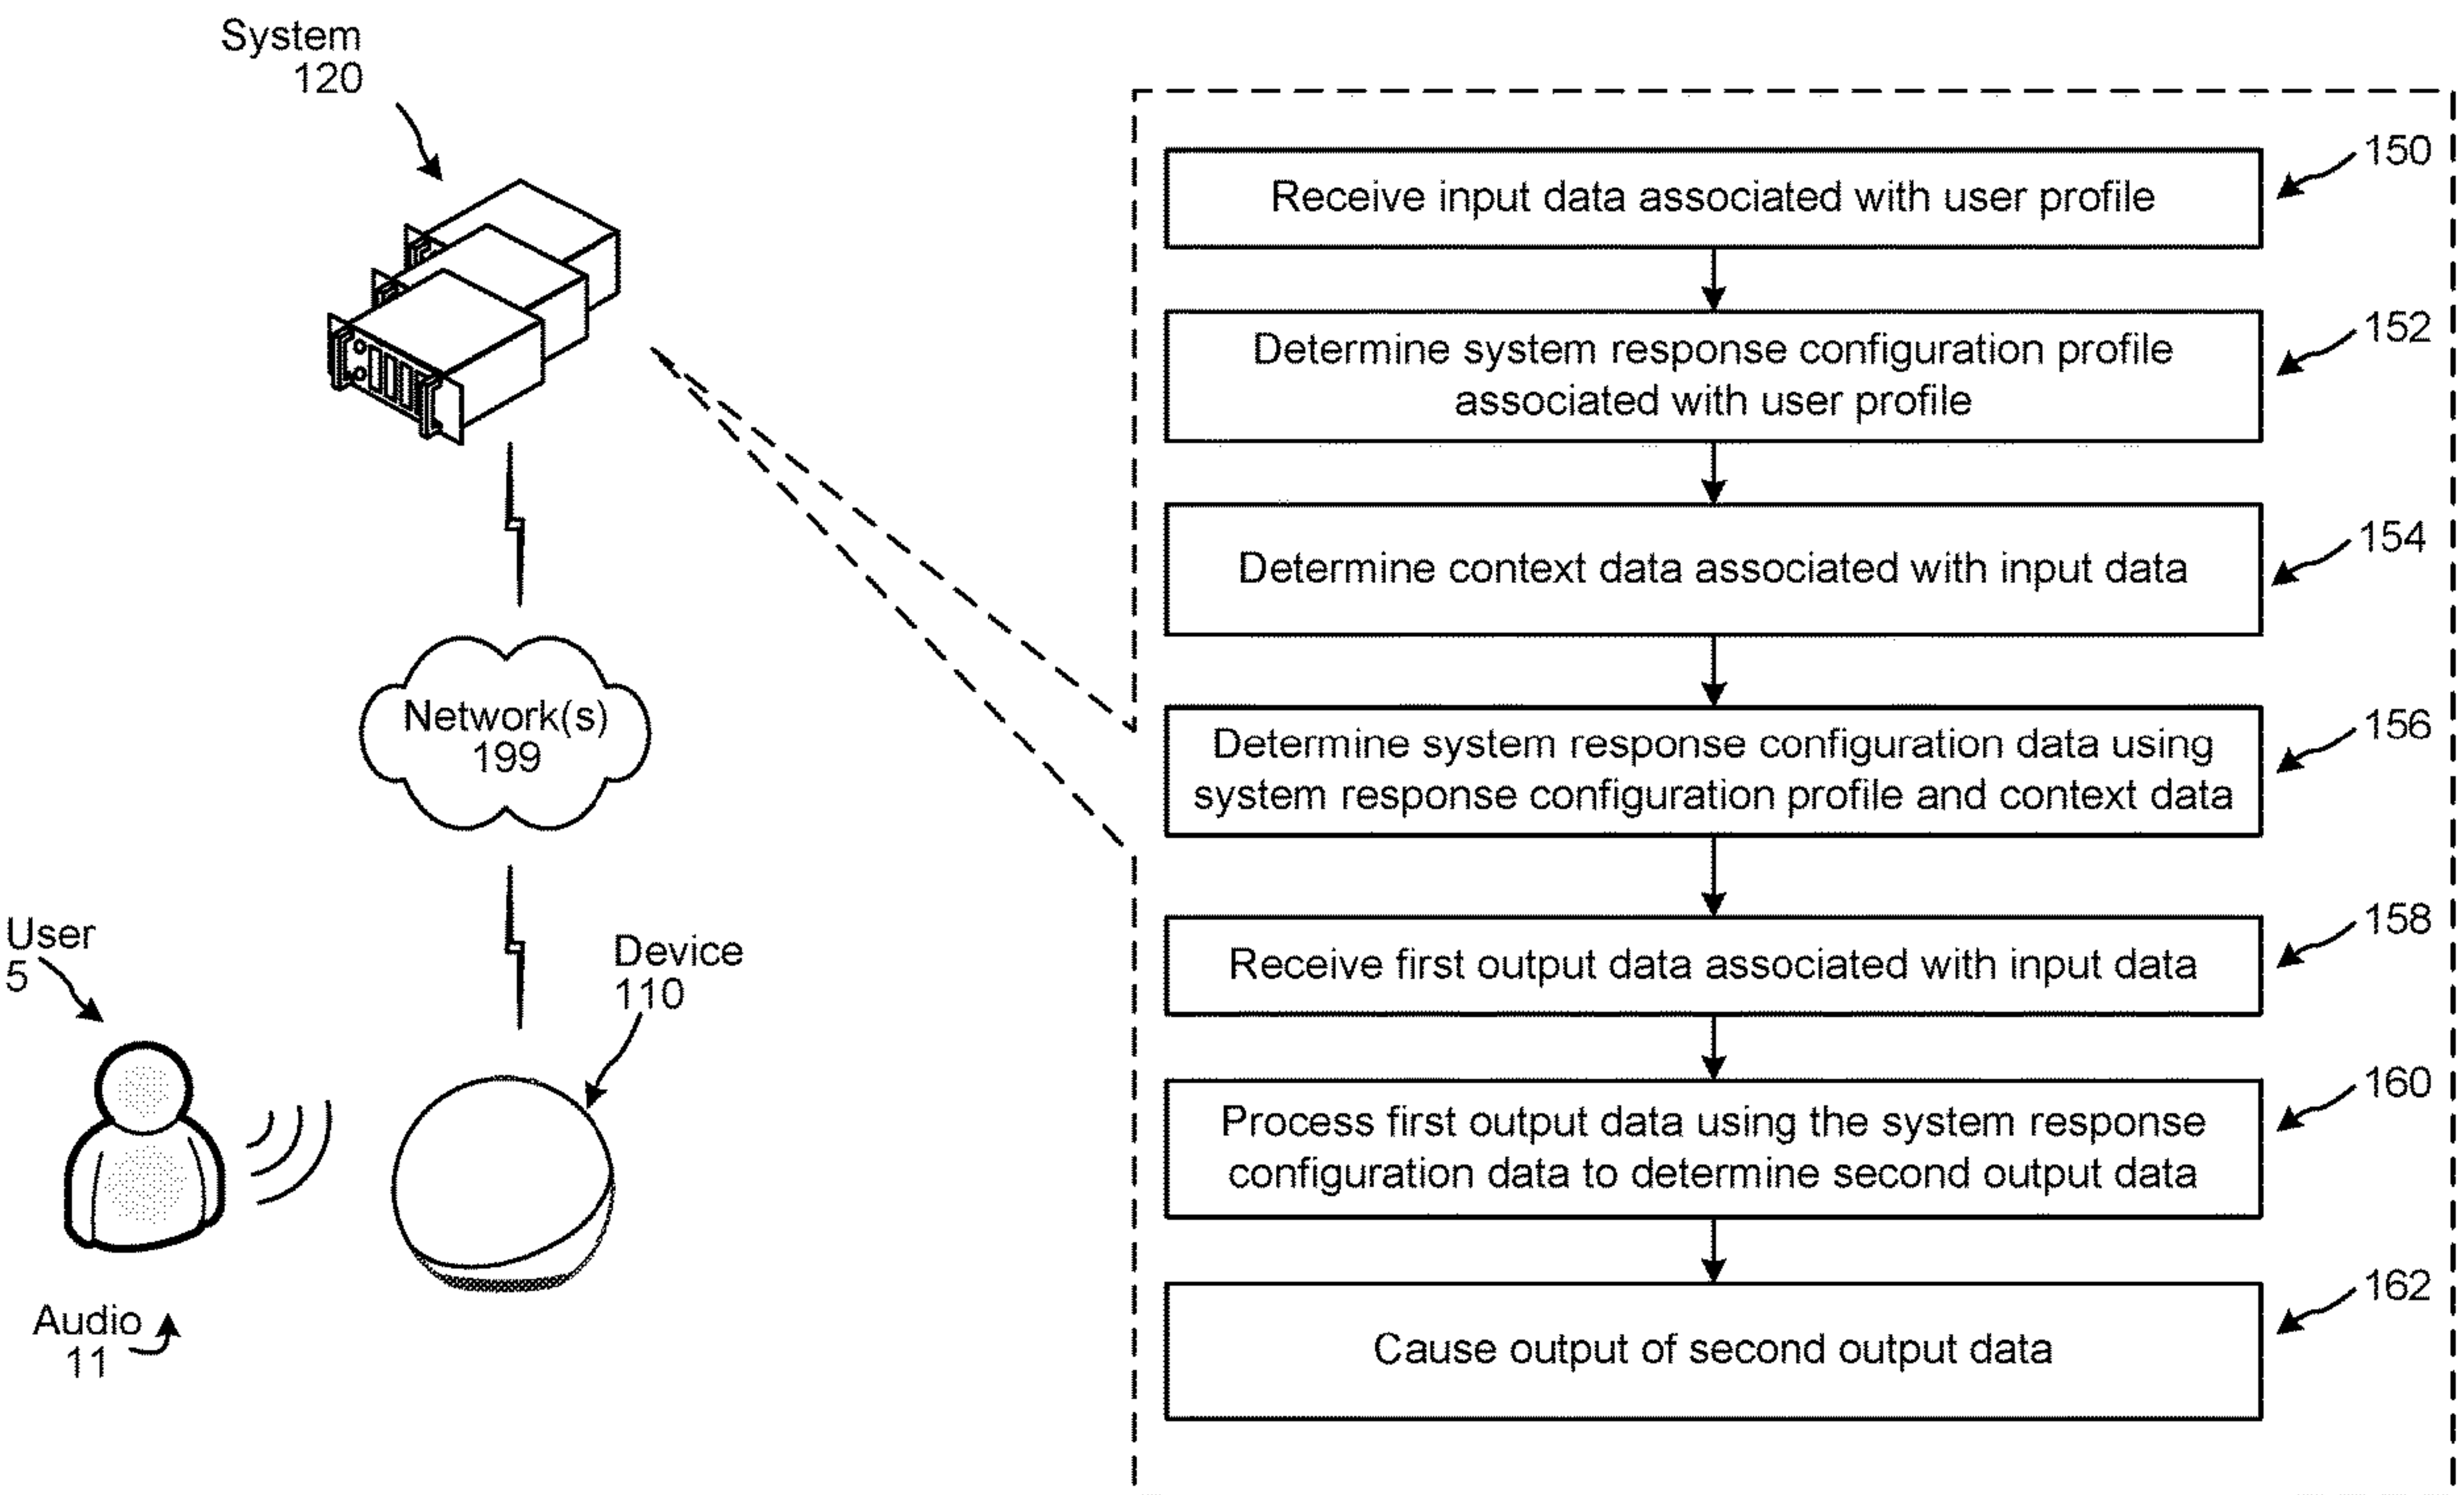 System
120
Network(s)
199
User
5
Device
110
Audio
11
Receive input data associated with user profile
150
Determine system response configuration profile
associated with user profile
152
Determine context data associated with input data
154
Determine system response configuration data using
system response configuration profile and context data
156
Receive first output data associated with input data
158
Process first output data using the system response
configuration data to determine second output data
160
Cause output of second output data
162